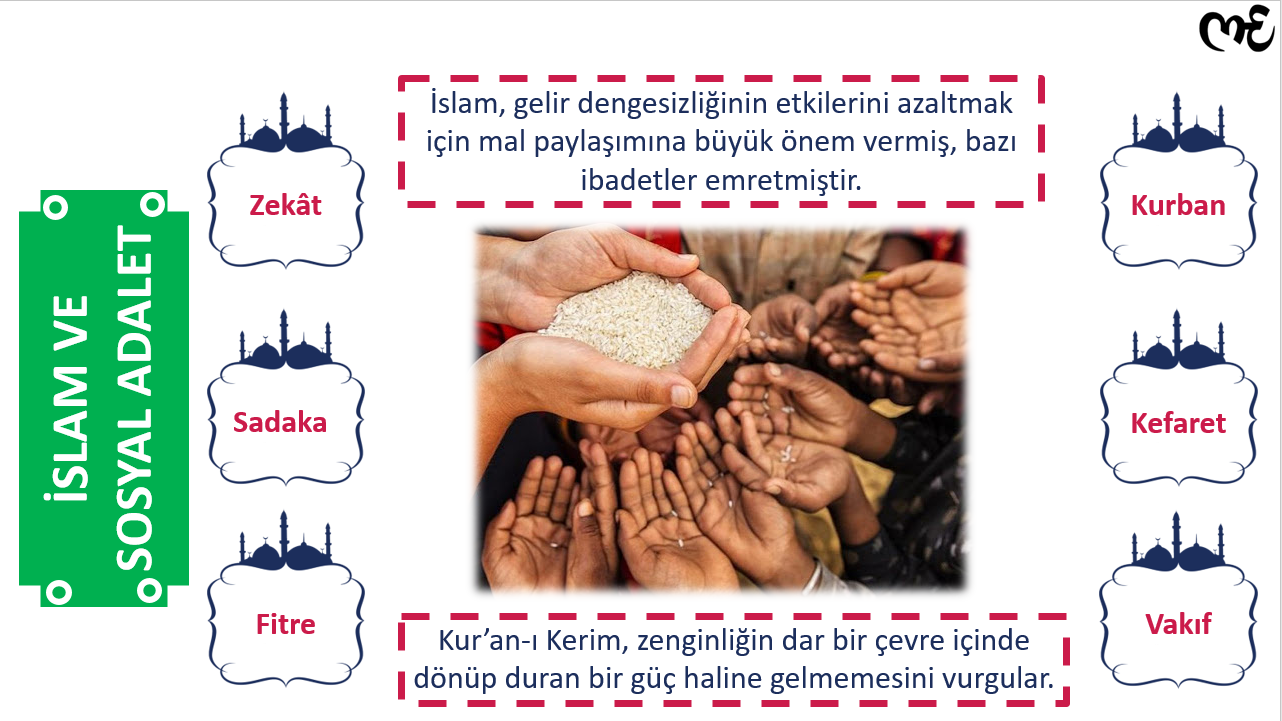 İSLAM VE
SOSYAL ADALET
İslam, gelir dengesizliğinin etkilerini azaltmak
için mal paylaşımına büyük önem vermiş, bazı
ibadetler emretmiştir.
Zekât
Sadaka
Fitre
Kurban
Kefaret
Vakıf
Kur’an-ı Kerim, zenginliğin dar bir çevre içinde
dönüp duran bir güç haline gelmemesini vurgular.